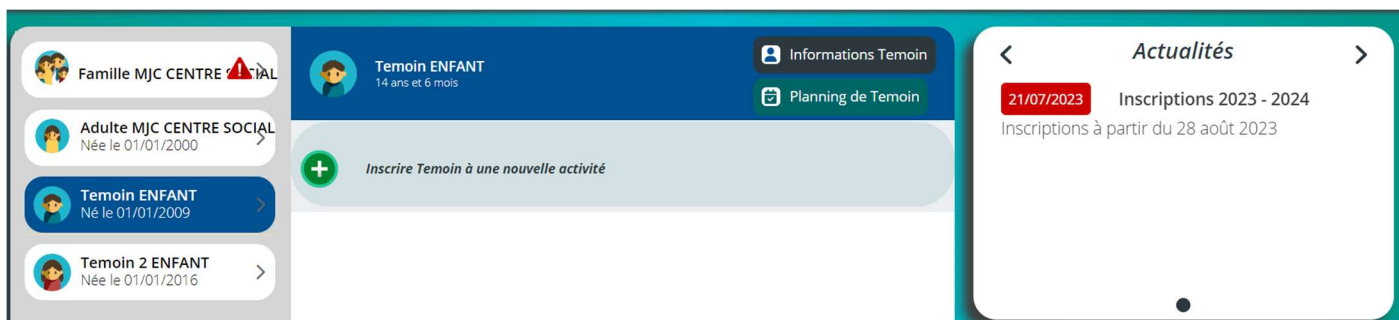 Famille MJC CENTRE
Adulte MJC CENTRE SOCIAL
Née le 01/01/2000
Temoin ENFANT
Né le 01/01/2009
Temoin 2 ENFANT
Née le 01/01/2016
Temoin ENFANT
14 ans et 6 mois
Informations Temoin
Planning de Temoin
Inscrire Temoin à une nouvelle activité
Actualités
21/07/2023 Inscriptions 2023 - 2024
Inscriptions à partir du 28 août 2023